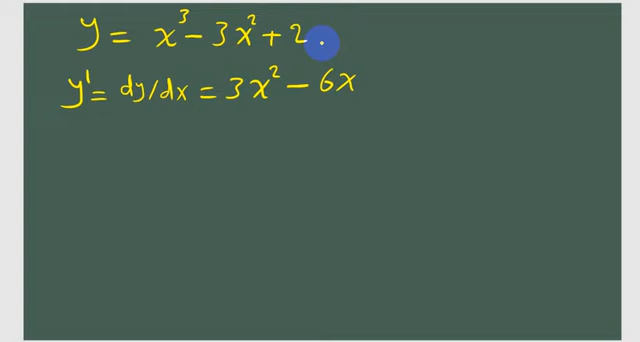 y = x³ - 3x² + 2.
y' = dy/dx = 3x² - 6x